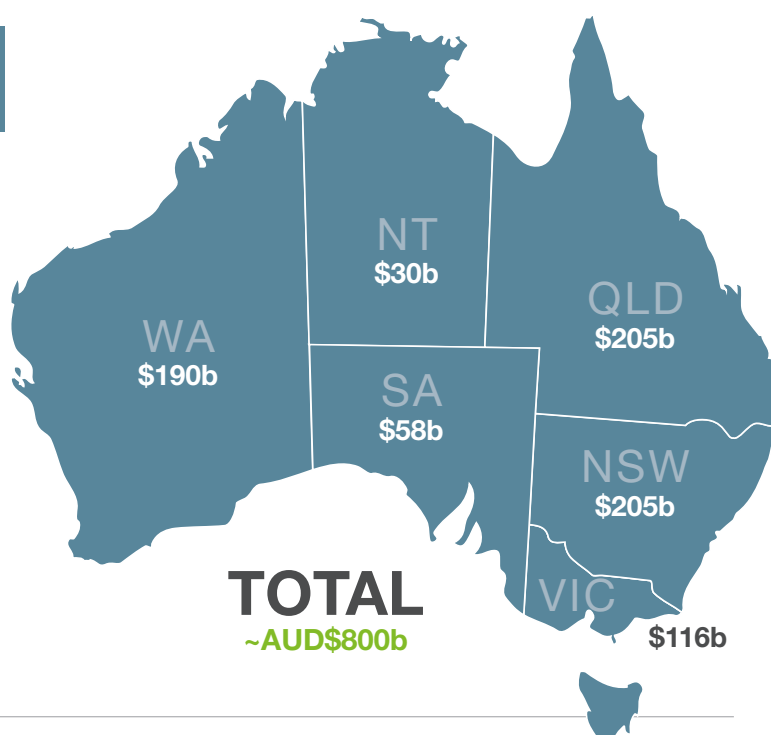 NT
$30b
QLD
$205b
WA
$190b
SA
$58b
NSW
$205b
TOTAL
~AUD$800b
VIC
$116b